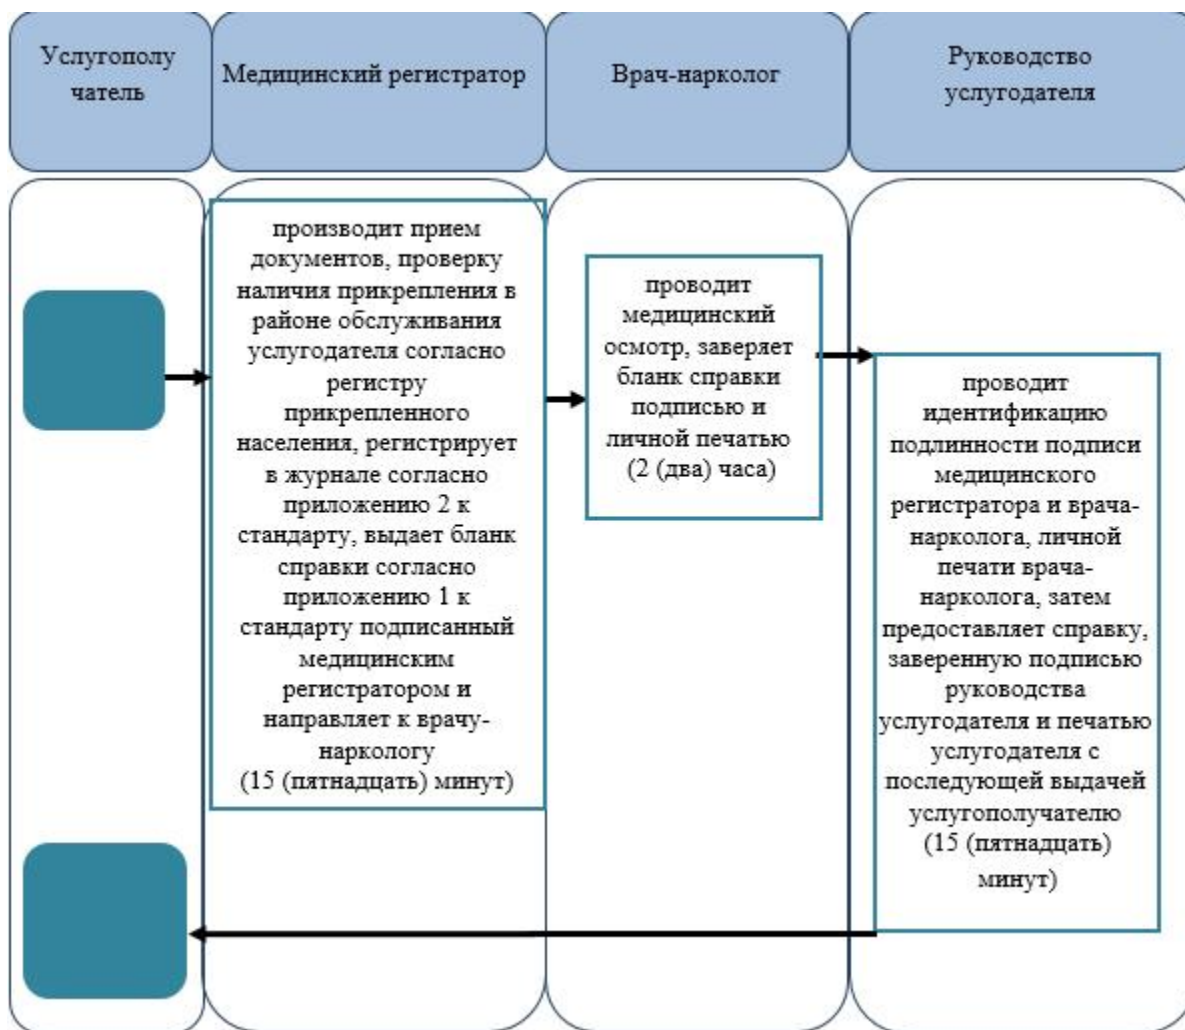 Услугополу
чатель
Медицинский регистратор
Врач-нарколог
Руководство
услугодателя
производит прием
документов, проверку
наличия прикрепления в
районе обслуживания
услугодателя согласно
регистру
прикрепленного
населения, регистрирует
в журнале согласно
приложению 2 к
стандарту, выдает бланк
справки согласно
приложению 1 к
стандарту подписанный
медицинским
регистратором и
направляет к врачу-
наркологу
(15 (пятнадцать) минут)
проводит
медицинский
осмотр, заверяет
бланк справки
подписью и
личной печатью
(2 (два) часа)
проводит
идентификацию
подлинности подписи
медицинского
регистратора и врача-
нарколога, личной
печати врача-
нарколога, затем
предоставляет справку,
заверенную подписью
руководства
услугодателя и печатью
услугодателя с
последующей выдачей
услугополучателю
(15 (пятнадцать)
минут)